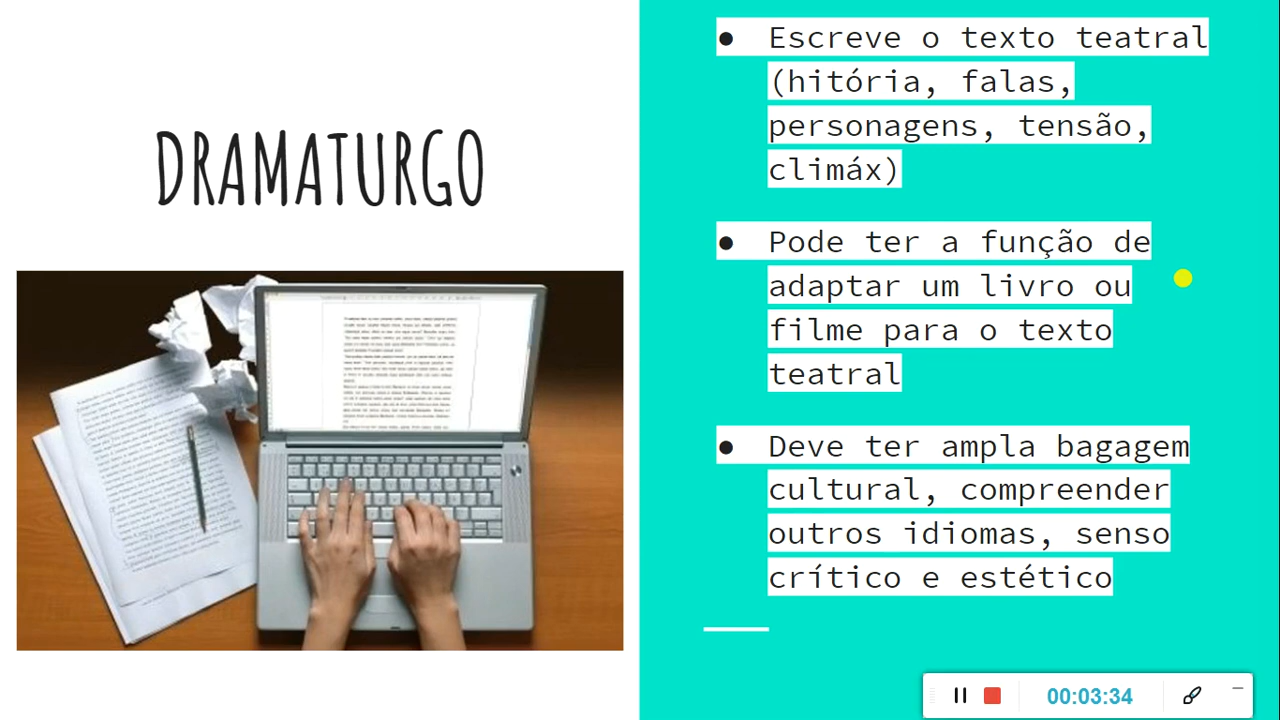 DRAMATURGO
● Escreve o texto teatral
(hitória, falas,
personagens, tensão,
climáx)
● Pode ter a função de
adaptar um livro ou
filme para o texto
teatral
● Deve ter ampla bagagem
cultural, compreender
outros idiomas, senso
crítico e estético
00:03:34